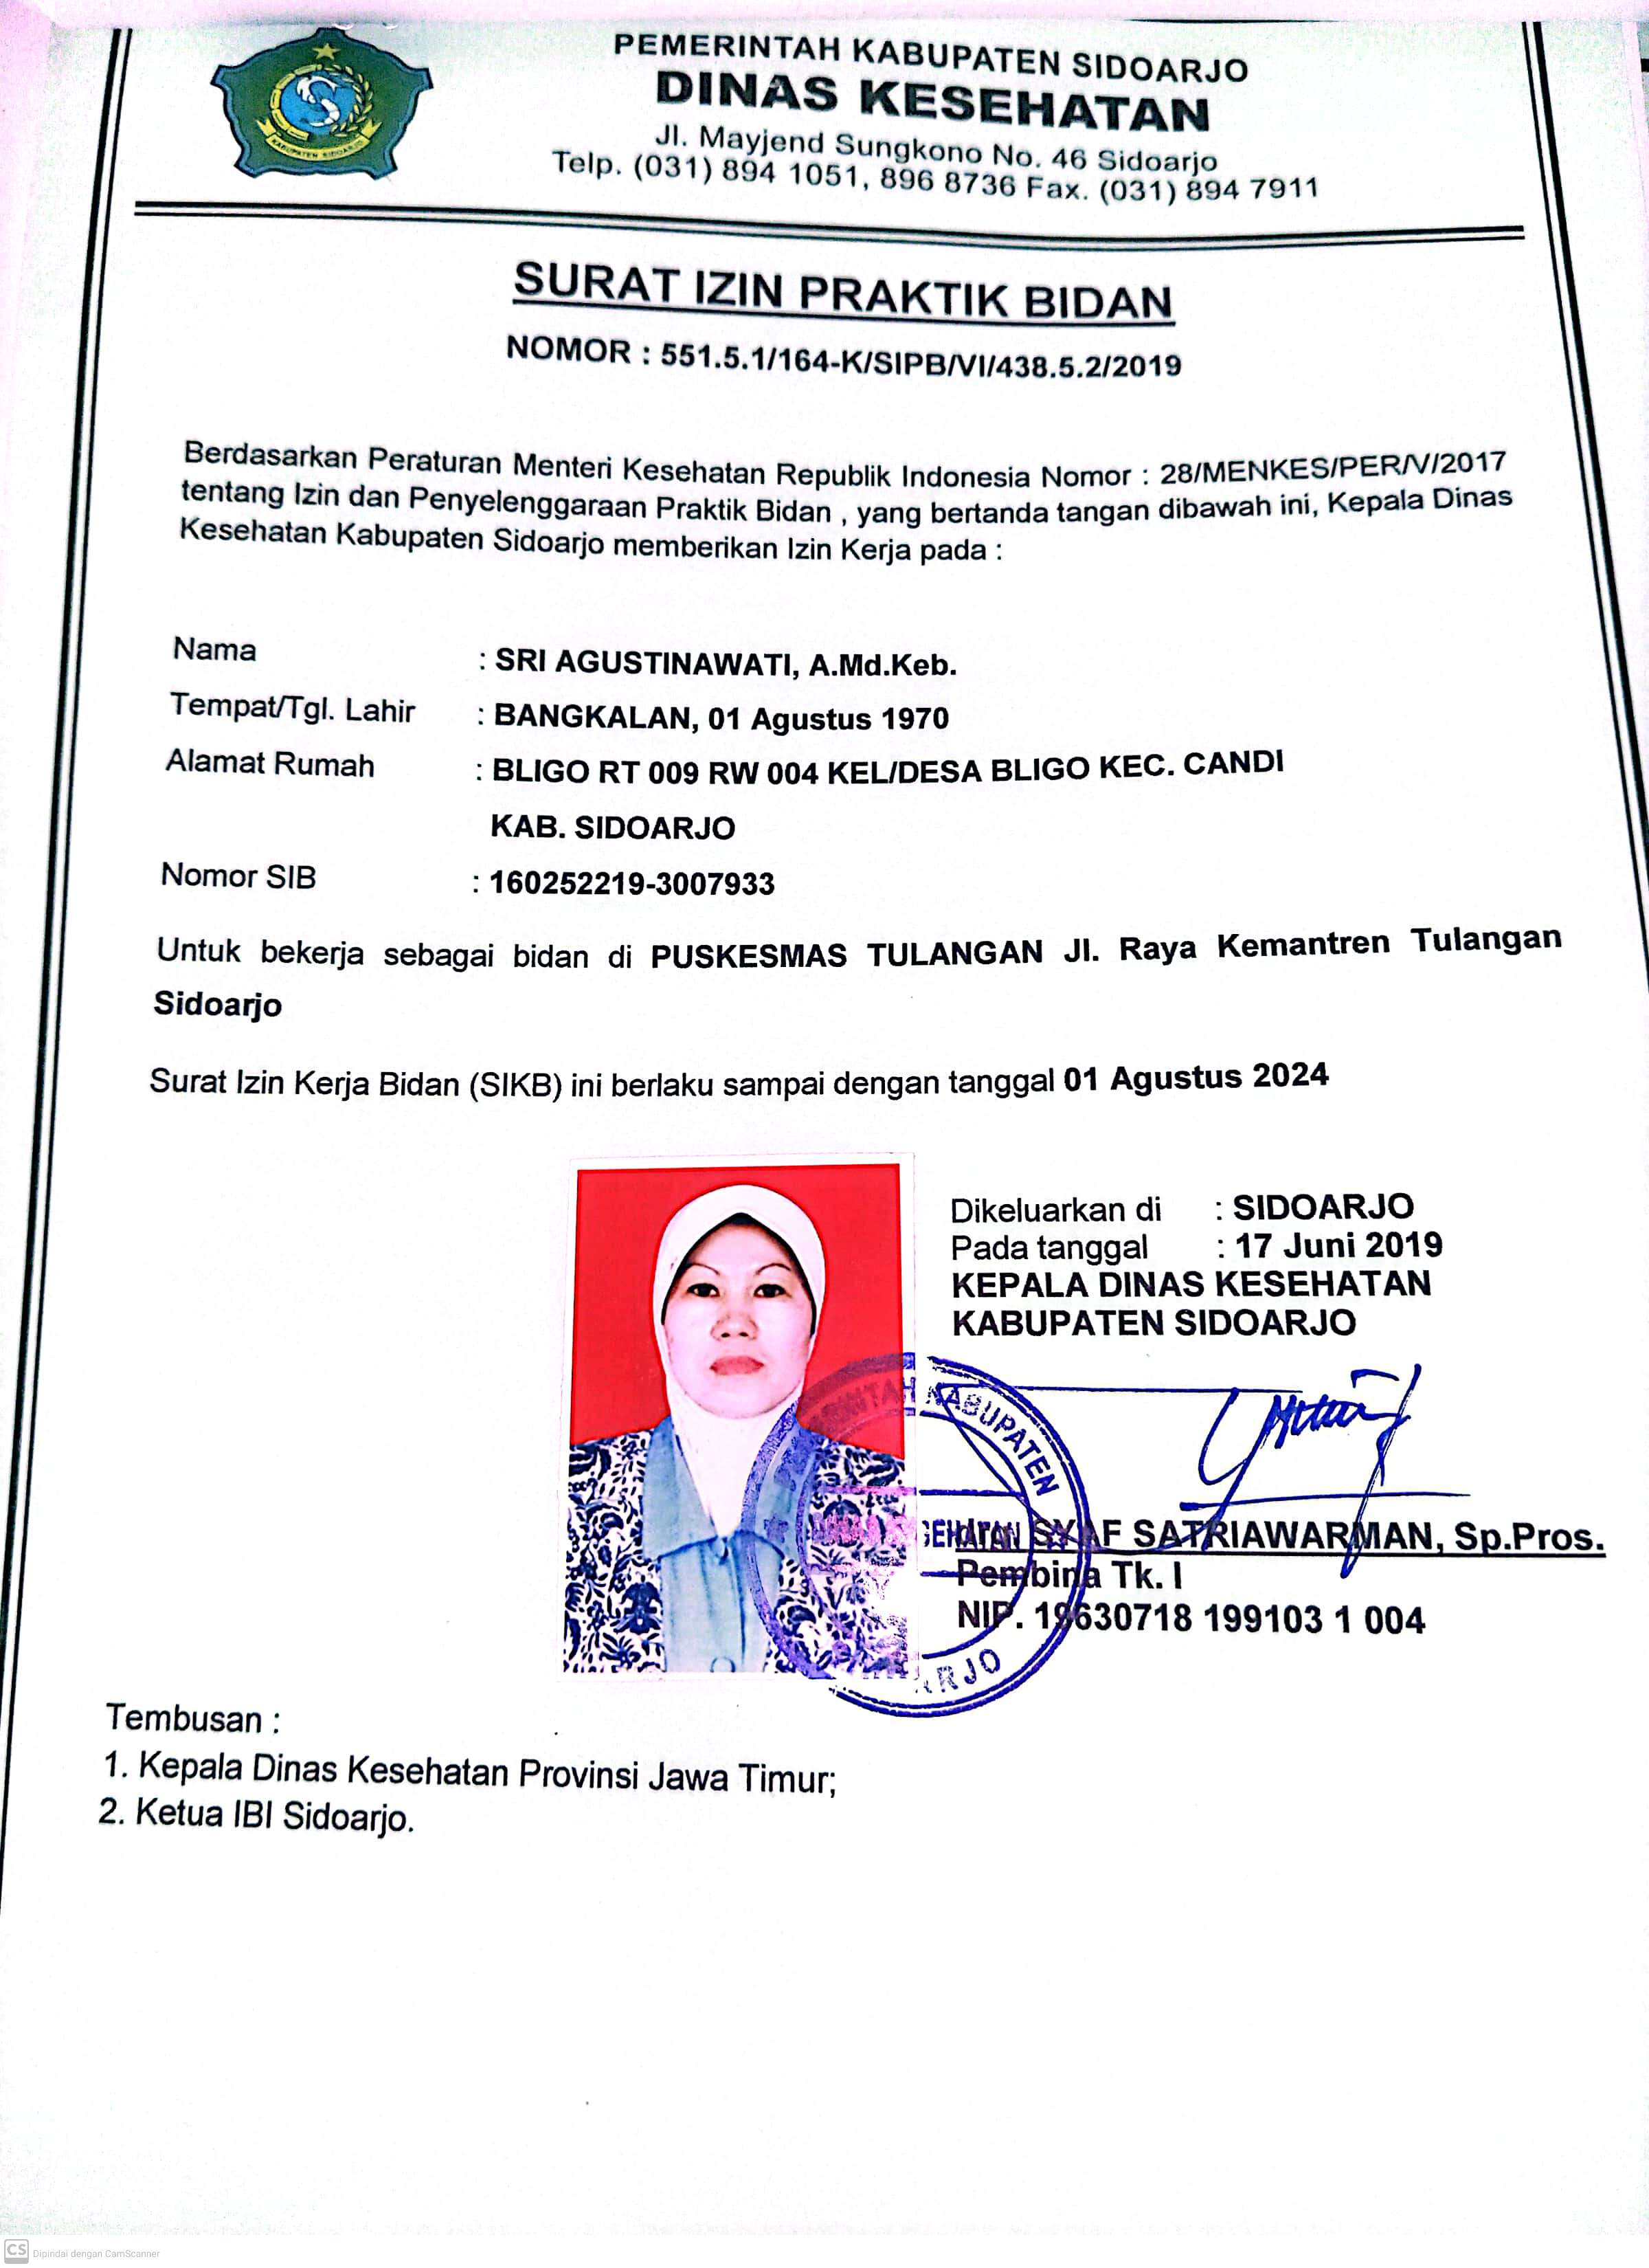 PEMERINTAH KABUPATEN SIDOARJO
DINAS KESEHATAN
Jl. Mayjend Sungkono No. 46 Sidoarjo
Telp. (031) 894 1051, 896 8736 Fax. (031) 894 7911
KABUPATEN SIDOARJO
SURAT IZIN PRAKTIK BIDAN
NOMOR : 551.5.1/164-K/SIPB/VI/438.5.2/2019
Berdasarkan Peraturan Menteri Kesehatan Republik Indonesia Nomor : 28/MENKES/PER/V/2017
tentang Izin dan Penyelenggaraan Praktik Bidan , yang bertanda tangan dibawah ini, Kepala Dinas
Kesehatan Kabupaten Sidoarjo memberikan Izin Kerja pada :
Nama : SRI AGUSTINAWATI, A.Md.Keb.
Tempat/Tgl. Lahir : BANGKALAN, 01 Agustus 1970
Alamat Rumah : BLIGO RT 009 RW 004 KEL/DESA BLIGO KEC. CANDI
KAB. SIDOARJO
Nomor SIB : 160252219-3007933
Untuk bekerja sebagai bidan di PUSKESMAS TULANGAN Jl. Raya Kemantren Tulangan
Sidoarjo
Surat Izin Kerja Bidan (SIKB) ini berlaku sampai dengan tanggal 01 Agustus 2024
Dikeluarkan di : SIDOARJO
Pada tanggal : 17 Juni 2019
KEPALA DINAS KESEHATAN
KABUPATEN SIDOARJO
KABUPATEN
SYAF SATRIAWARMAN, Sp.Pros.
Pembina Tk. I
NIP. 19630718 199103 1 004
Tembusan :
1. Kepala Dinas Kesehatan Provinsi Jawa Timur;
2. Ketua IBI Sidoarjo.
CS Dipindai dengan CamScanner